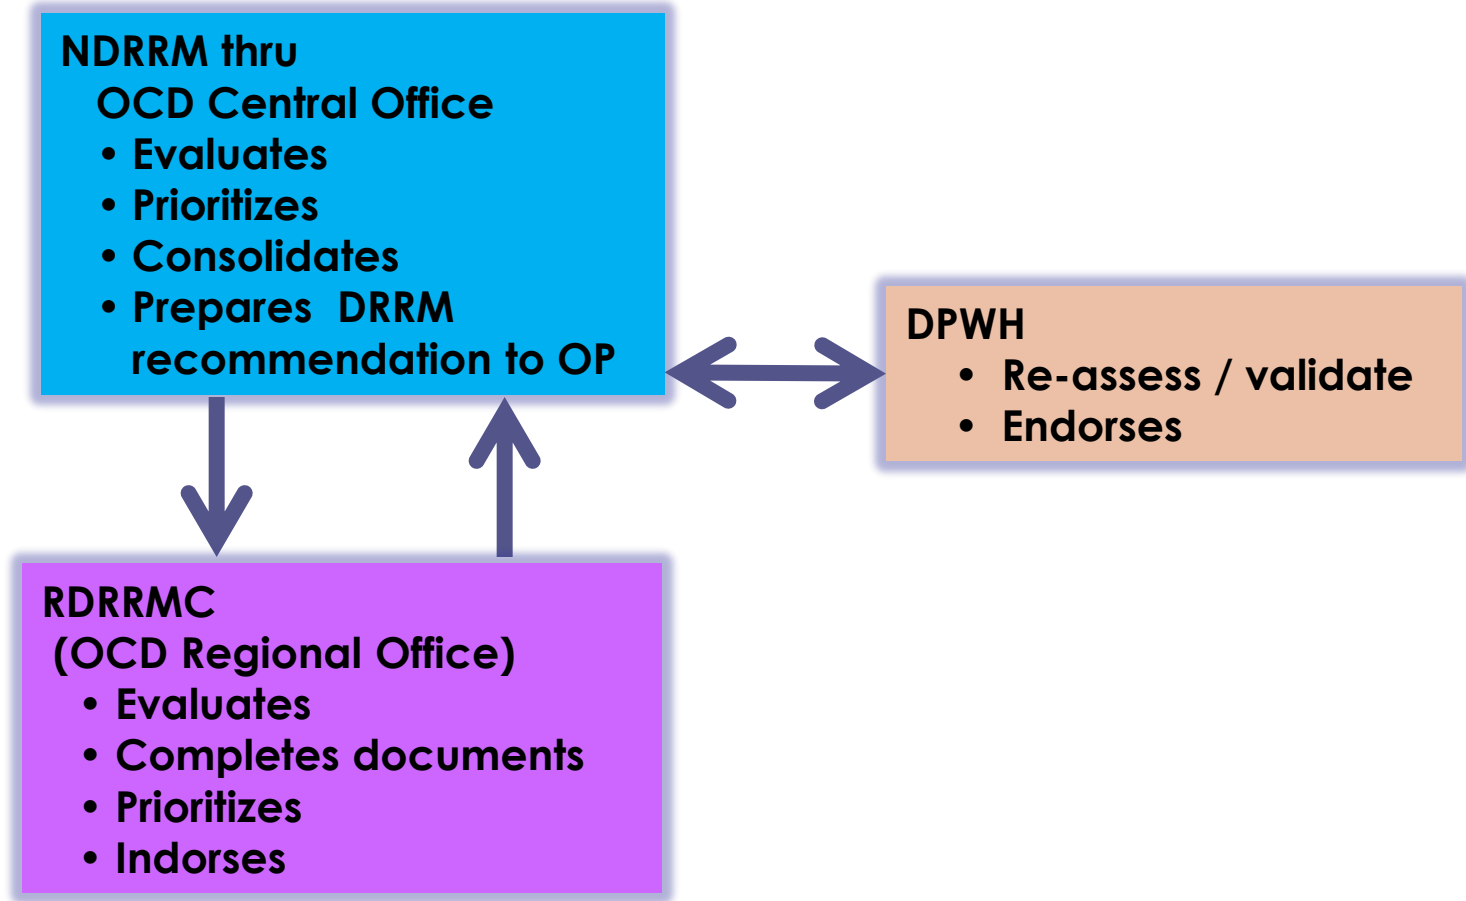 NDRRM thru
OCD Central Office
• Evaluates
• Prioritizes
• Consolidates
• Prepares DRRM
recommendation to OP
DPWH
• Re-assess / validate
• Endorses
RDRRMC
(OCD Regional Office)
• Evaluates
• Completes documents
• Prioritizes
• Indorses